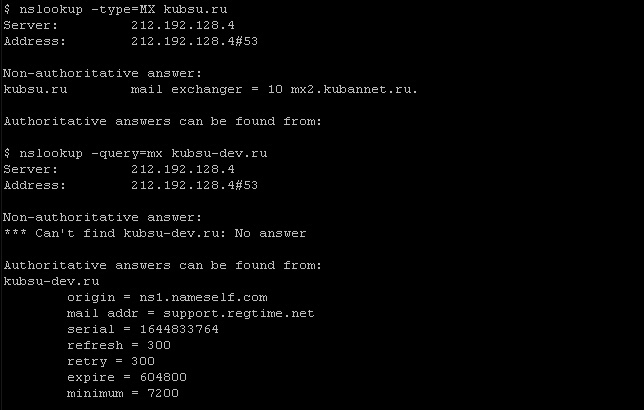 $ nslookup -type=MX kubsu.ru
Server:         212.192.128.4
Address:        212.192.128.4#53
Non-authoritative answer:
kubsu.ru        mail exchanger = 10 mx2.kubannet.ru.
Authoritative answers can be found from:
$ nslookup -query=mx kubsu-dev.ru
Server:         212.192.128.4
Address:        212.192.128.4#53
Non-authoritative answer:
*** Can't find kubsu-dev.ru: No answer
Authoritative answers can be found from:
kubsu-dev.ru
        origin = ns1.nameself.com
        mail addr = support.regtime.net
        serial = 1644833764
        refresh = 300
        retry = 300
        expire = 604800
        minimum = 7200